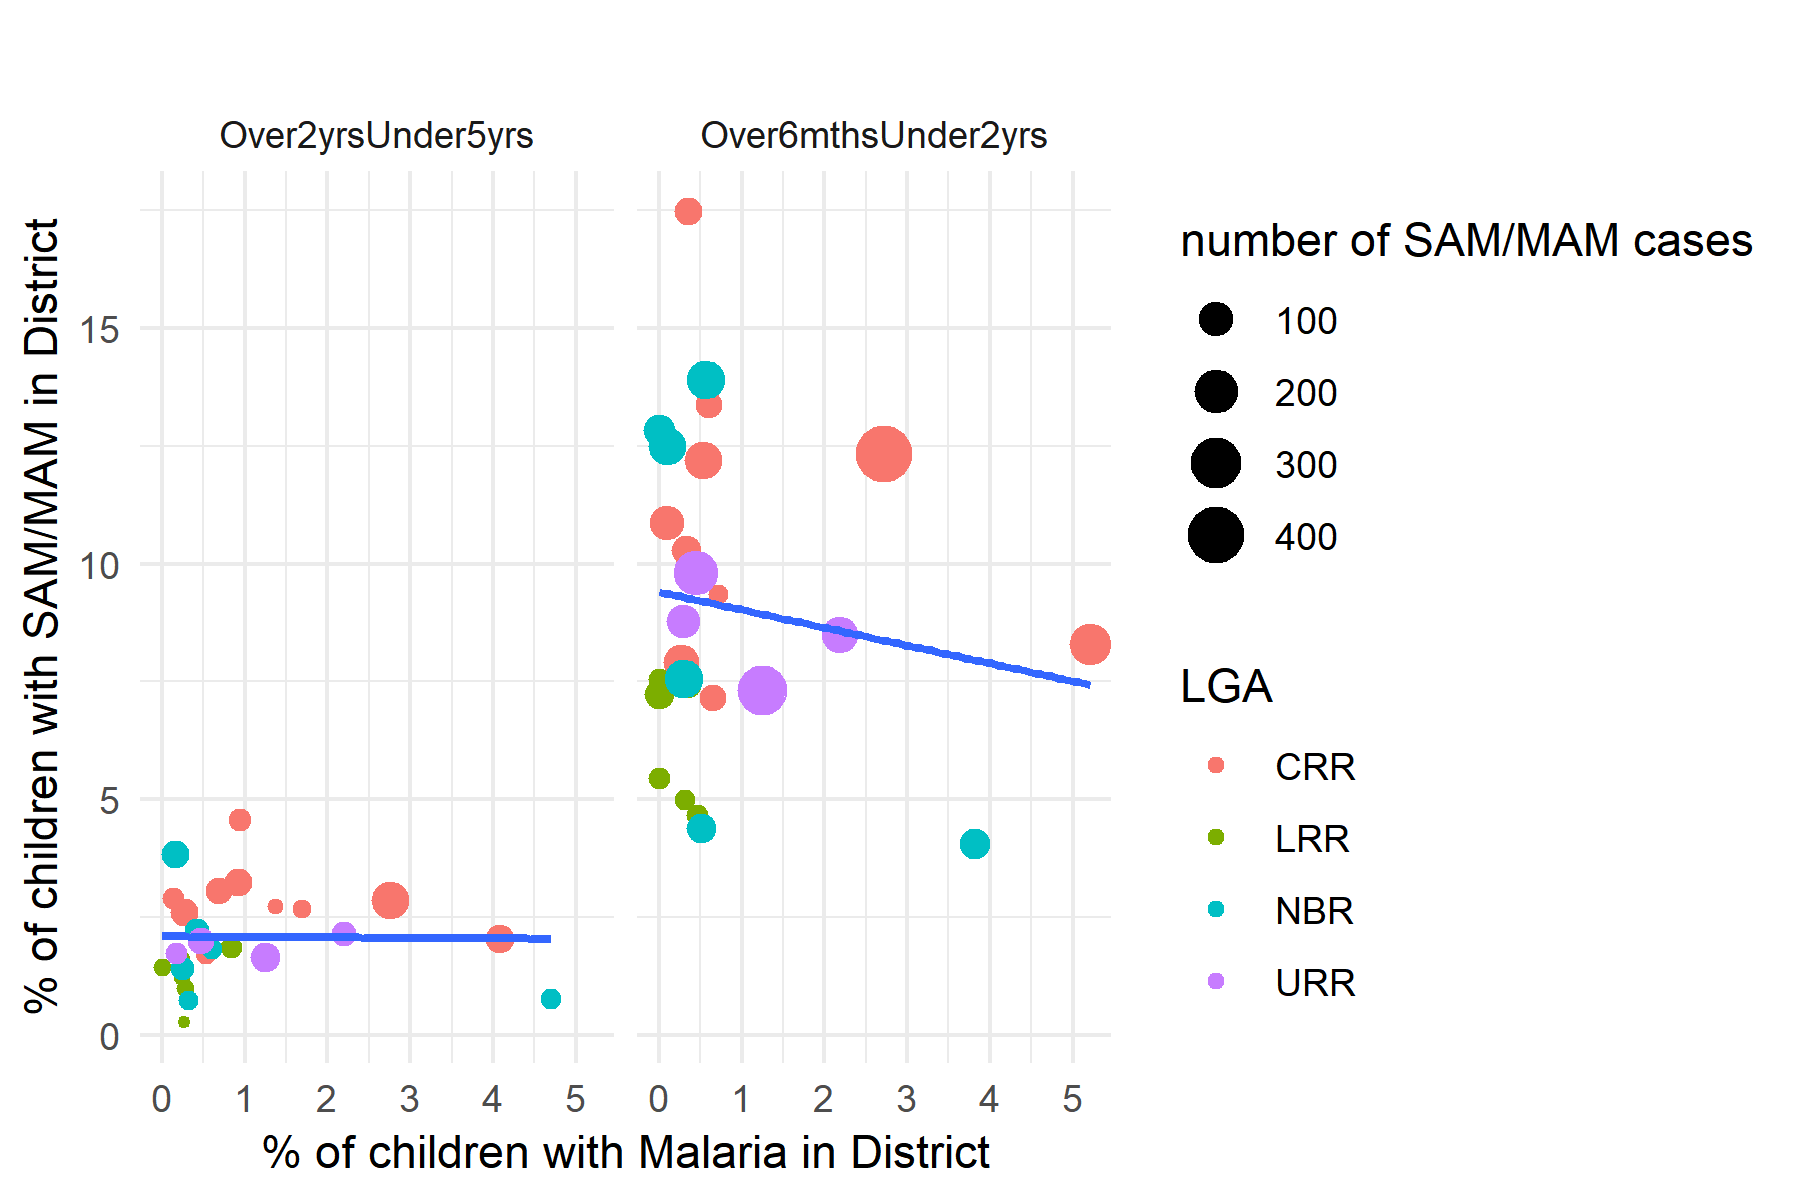 Over2yrsUnder5yrs
Over6mthsUnder2yrs
% of children with SAM/MAM in District
15
10
5
0
0 1 2 3 4 5
0 1 2 3 4 5
% of children with Malaria in District
number of SAM/MAM cases
100
200
300
400
LGA
CRR
LRR
NBR
URR